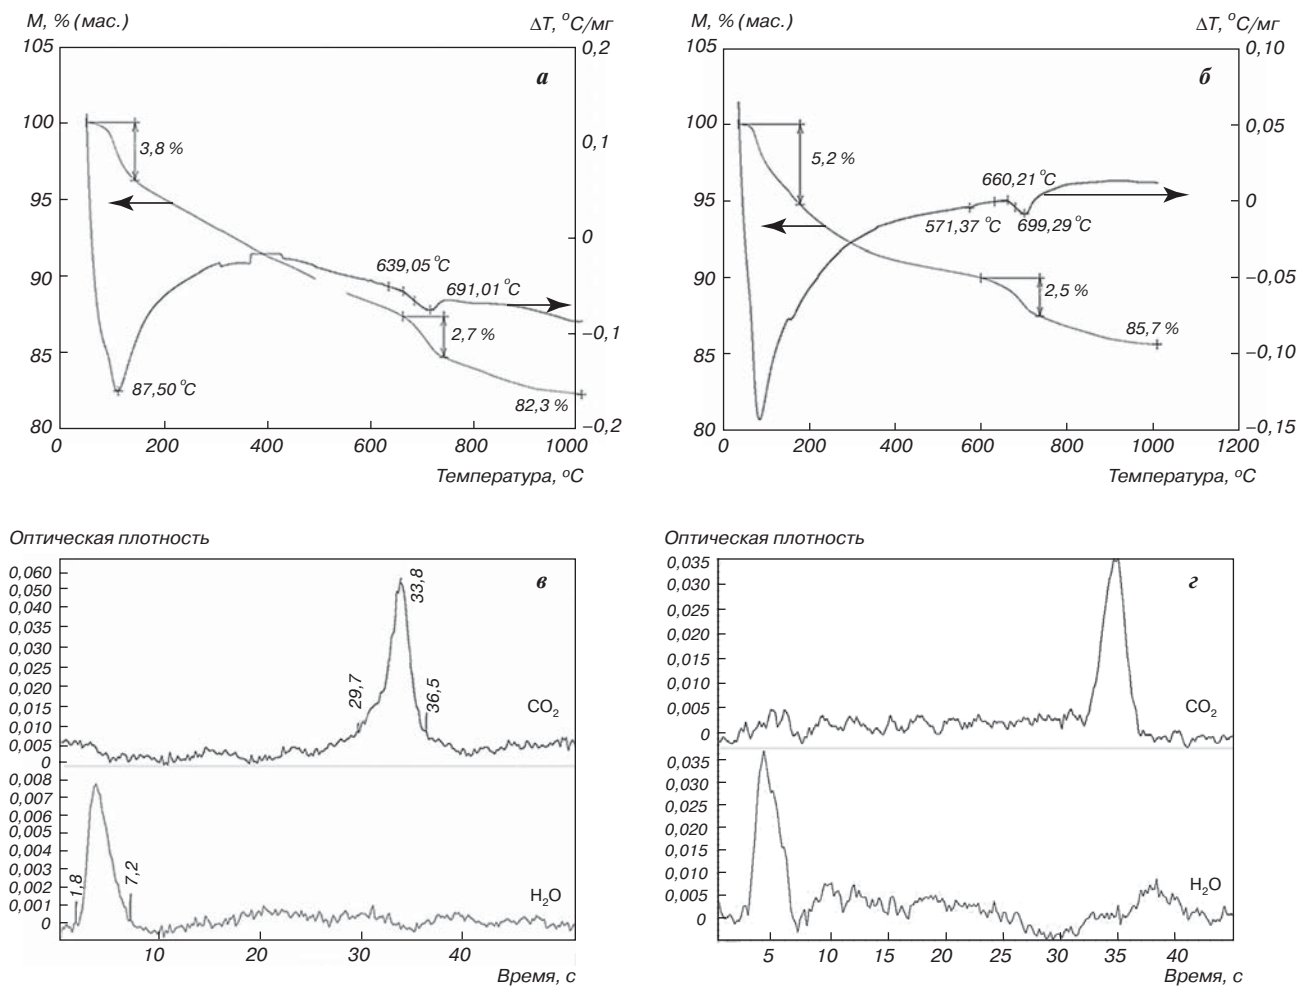 M, % (мас.)
ΔT, °C/мг
105
0,2
а
100
3,8 %
0,1
95
0
90
639,05 °C
691,01 °C
2,7 %
–0,1
85
87,50 °C
82,3 %
80
–0,2
0 200 400 600 800 1000
Температура, °C
M, % (мас.)
ΔT, °C/мг
105
0,10
б
100
0,05
5,2 %
660,21 °C
95
0
571,37 °C 699,29 °C
90
–0,05
2,5 %
85,7 %
85
–0,10
80
–0,15
0 200 400 600 800 1000 1200
Температура, °C
Оптическая плотность
в
0,060
0,050
0,040
0,035
0,030
0,025
0,020
0,010
0,005
0
29,7
33,8
36,5
CO2
0,008
0,007
0,006
0,005
0,004
0,003
0,002
0,001
0
1,8
7,2
H2O
10 20 30 40
Время, с
Оптическая плотность
г
0,035
0,030
0,025
0,020
0,015
0,010
0,005
0
CO2
0,035
0,030
0,025
0,020
0,015
0,010
0,005
0
H2O
5 10 15 20 25 30 35 40
Время, с